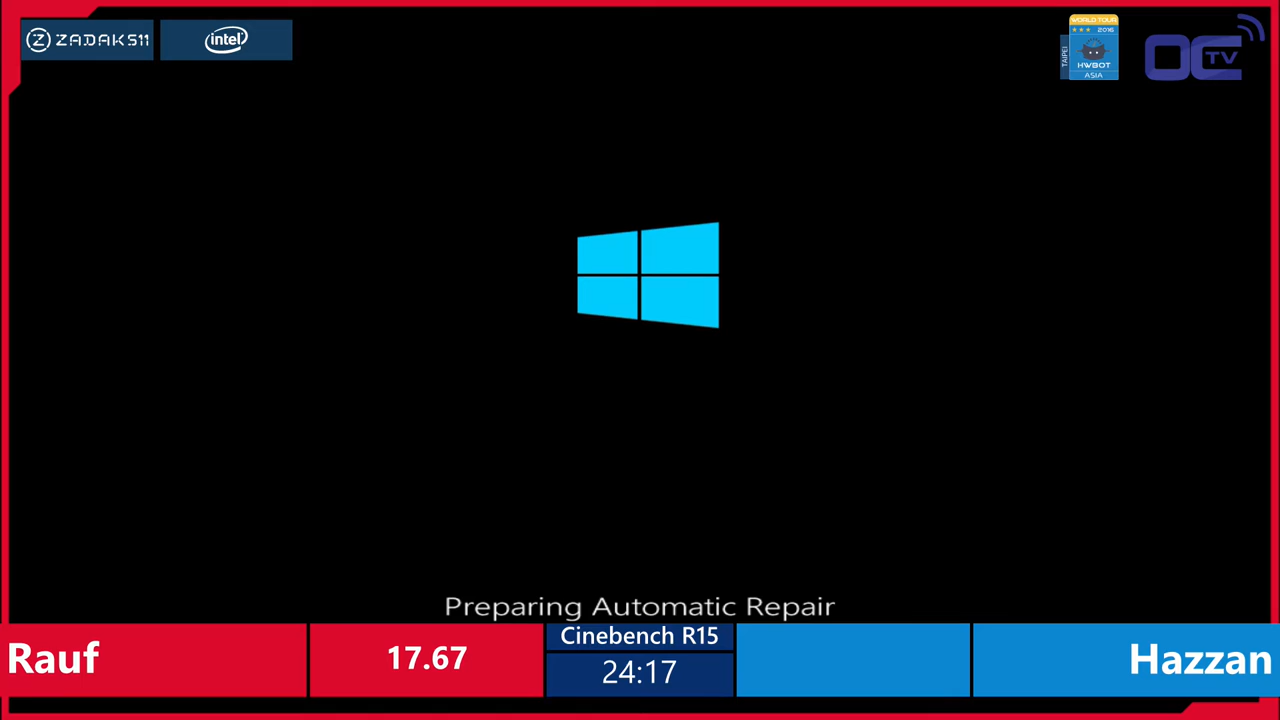 ZADAK511
intel
WORLD TOUR
2016
TAIPEI
HWBOT
ASIA
OC
TV
Preparing Automatic Repair
Rauf
17.67
Cinebench R15
24:17
Hazzan